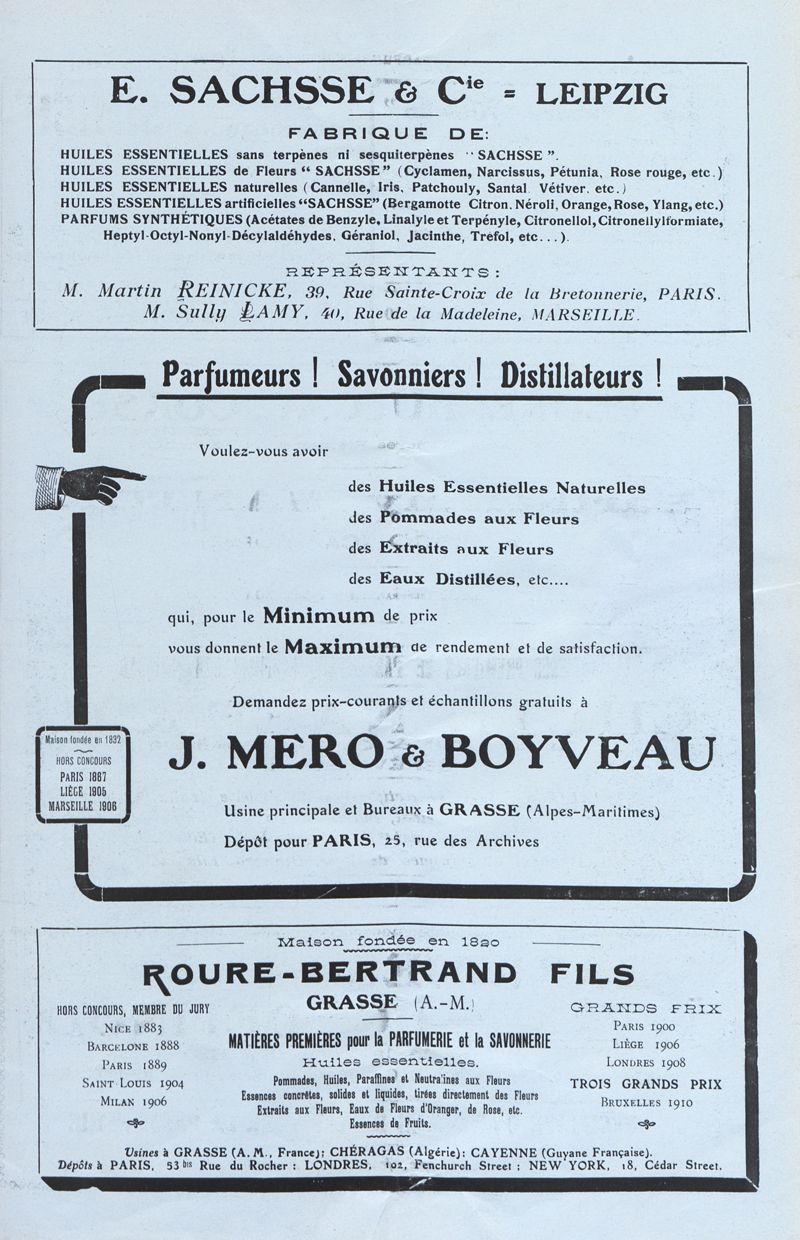 E. SACHSSE & Cie = LEIPZIG
FABRIQUE DE:
HUILES ESSENTIELLES sans terpènes ni sesquiterpènes "SACHSSE".
HUILES ESSENTIELLES de Fleurs "SACHSSE" (Cyclamen, Narcissus, Pétunia, Rose rouge, etc.)
HUILES ESSENTIELLES naturelles (Cannelle, Iris, Patchouly, Santal Vétiver. etc.)
HUILES ESSENTIELLES artificielles "SACHSSE" (Bergamotte Citron, Néroli, Orange, Rose, Ylang, etc.)
PARFUMS SYNTHÉTIQUES (Acétates de Benzyle, Linalyle et Terpényle, Citronellol, Citronellylformiate,
Heptyl-Octyl-Nonyl-Décylaldéhydes, Géraniol, Jacinthe, Tréfol, etc...).
REPRÉSENTANTS:
M. Martin REINICKE, 39, Rue Sainte-Croix de la Bretonnerie, PARIS.
M. Sully LAMY, 40, Rue de la Madeleine, MARSEILLE.
Parfumeurs ! Savonniers ! Distillateurs !
Voulez-vous avoir
des Huiles Essentielles Naturelles
des Pommades aux Fleurs
des Extraits aux Fleurs
des Eaux Distillées, etc....
qui, pour le Minimum de prix
vous donnent le Maximum de rendement et de satisfaction.
Demandez prix-courants et échantillons gratuits à
J. MERO & BOYVEAU
Maison fondée en 1832
HORS CONCOURS
PARIS 1887
LIÈGE 1905
MARSEILLE 1906
Usine principale et Bureaux à GRASSE (Alpes-Maritimes)
Dépôt pour PARIS, 25, rue des Archives
Maison fondée en 1820
ROURE-BERTRAND FILS
GRASSE (A.-M.)
HORS CONCOURS, MEMBRE DU JURY
NICE 1883
BARCELONE 1888
PARIS 1889
SAINT LOUIS 1904
MILAN 1906
MATIÈRES PREMIÈRES pour la PARFUMERIE et la SAVONNERIE
Huiles essentielles.
Pommades, Huiles, Paraffines et Neutralnes aux Fleurs
Essences concrètes, solides et liquides, tirées directement des Fleurs
Extraits aux Fleurs, Eaux de Fleurs d'Oranger, de Rose, etc.
Essences de Fruits.
GRANDS PRIX
PARIS 1900
LIÈGE 1906
LONDRES 1908
TROIS GRANDS PRIX
BRUXELLES 1910
Usines à GRASSE (A.M., France); CHÉRAGAS (Algérie); CAYENNE (Guyane Française).
Dépôts à PARIS, 53 bis Rue du Rocher: LONDRES, 102, Fenchurch Street; NEW YORK, 18, Cédar Street.